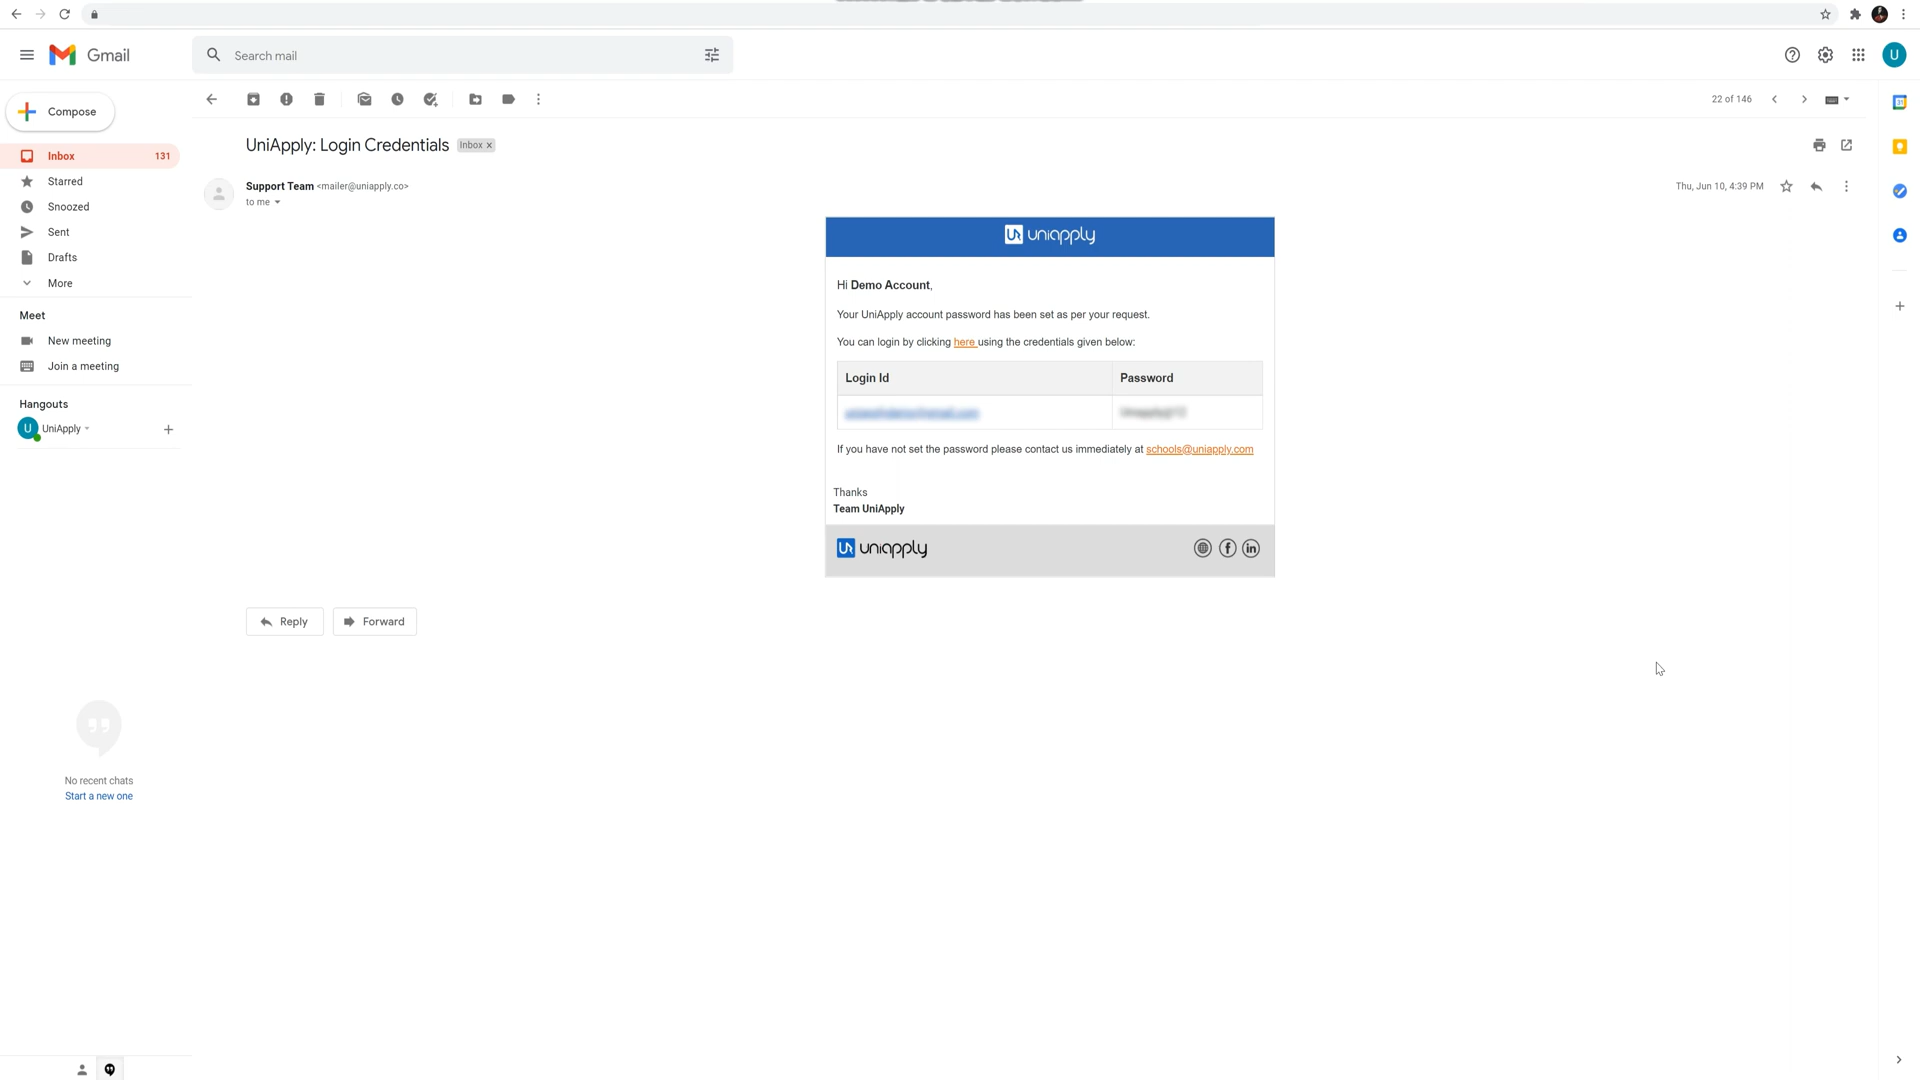 Gmail
Search mail
U
Compose
22 of 146
Inbox 131
Starred
Snoozed
Sent
Drafts
More
Meet
New meeting
Join a meeting
Hangouts
U UniApply
No recent chats
Start a new one
UniApply: Login Credentials Inbox x
Support Team <mailer@uniapply.co> Thu, Jun 10, 4:39 PM
to me
uniapply
Hi Demo Account,
Your UniApply account password has been set as per your request.
You can login by clicking here using the credentials given below:
Login Id Password
If you have not set the password please contact us immediately at schools@uniapply.com
Thanks
Team UniApply
uniapply
Reply Forward